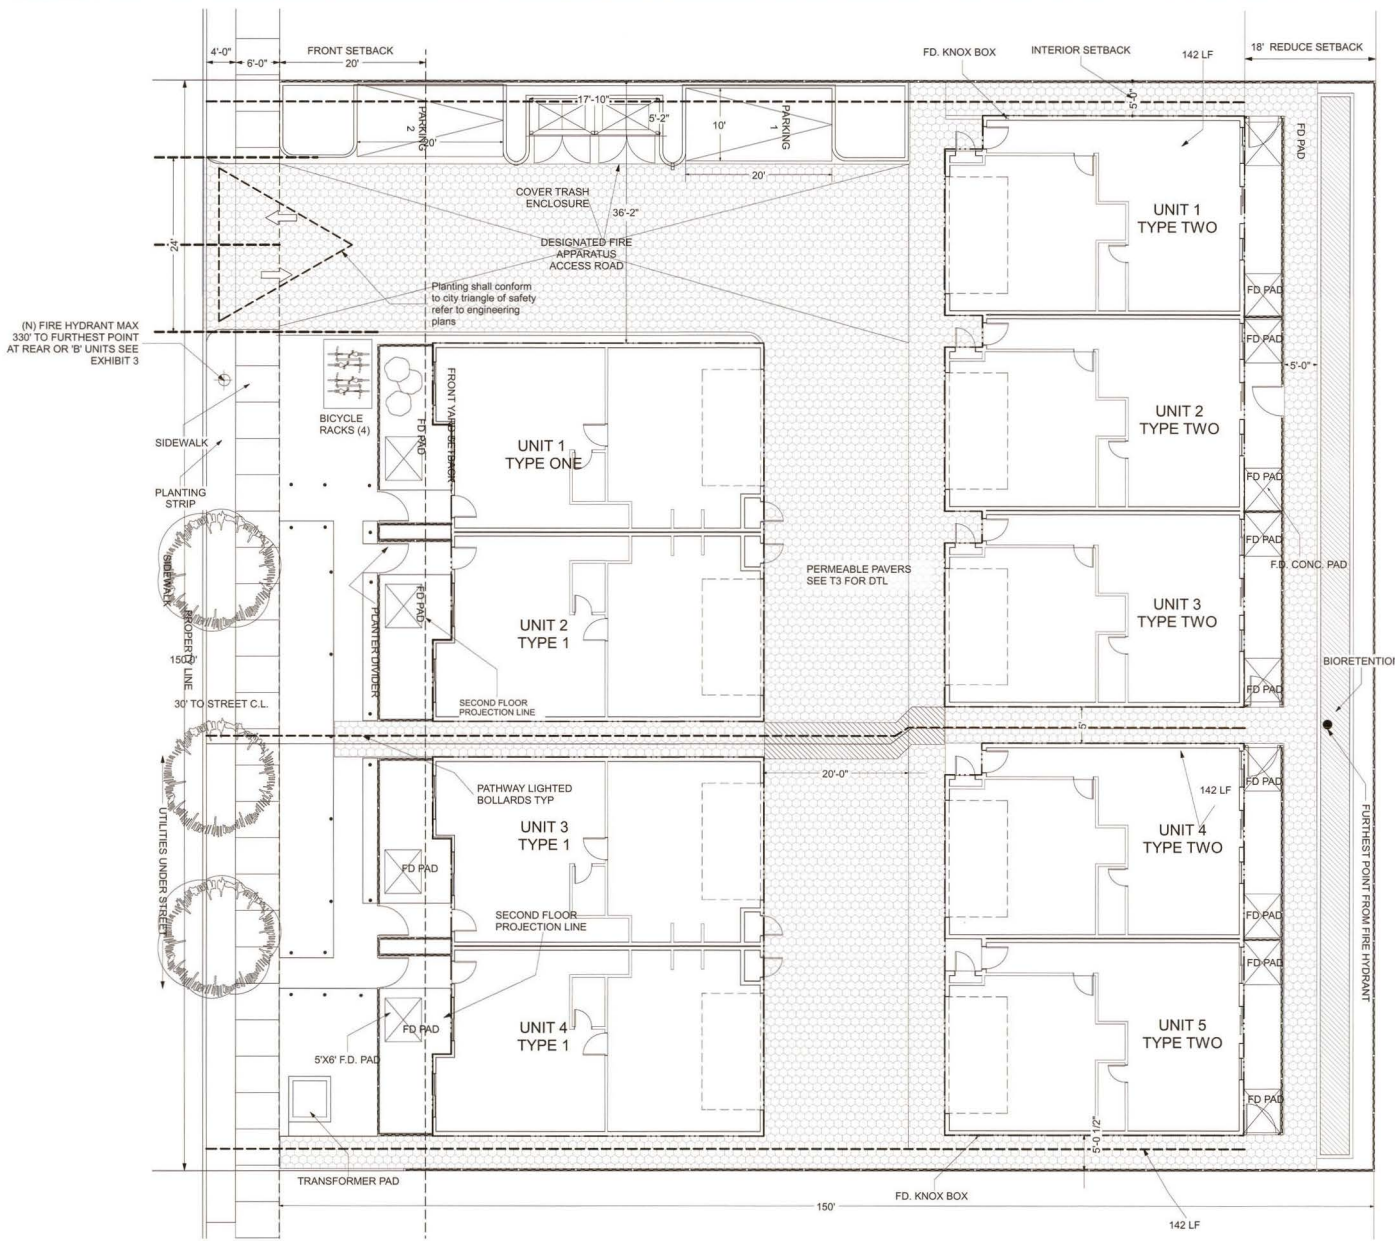 4'-0"
6'-0"
FRONT SETBACK
20'
FD. KNOX BOX
INTERIOR SETBACK
142 LF
18' REDUCE SETBACK
17'-10"
5'-2"
PARKING
2
20'
10'
PARKING
1
20'
5'-0"
FD PAD
COVER TRASH
ENCLOSURE
36'-2"
24'
DESIGNATED FIRE
APPARATUS
ACCESS ROAD
UNIT 1
TYPE TWO
Planting shall conform
to city triangle of safety
refer to engineering
plans
FD PAD
(N) FIRE HYDRANT MAX
330' TO FURTHEST POINT
AT REAR OR 'B' UNITS SEE
EXHIBIT 3
FD PAD
5'-0"
BICYCLE
RACKS (4)
FD PAD
FRONT YARD SETBACK
UNIT 1
TYPE ONE
UNIT 2
TYPE TWO
SIDEWALK
FD PAD
PLANTING
STRIP
FD PAD
F.D. CONC. PAD
SIDEWALK
PROPERTY LINE
150'-0'
PLANTER DIVIDER
FD PAD
UNIT 2
TYPE 1
PERMEABLE PAVERS
SEE T3 FOR DTL
UNIT 3
TYPE TWO
BIORETENTION
FD PAD
30' TO STREET C.L.
SECOND FLOOR
PROJECTION LINE
5'
20'-0"
FD PAD
PATHWAY LIGHTED
BOLLARDS TYP
142 LF
UTILITIES UNDER STREET
UNIT 3
TYPE 1
UNIT 4
TYPE TWO
FURTHEST POINT FROM FIRE HYDRANT
FD PAD
SECOND FLOOR
PROJECTION LINE
FD PAD
FD PAD
FD PAD
UNIT 4
TYPE 1
UNIT 5
TYPE TWO
5'X6' F.D. PAD
FD PAD
5'-0 1/2"
TRANSFORMER PAD
FD. KNOX BOX
150'
142 LF